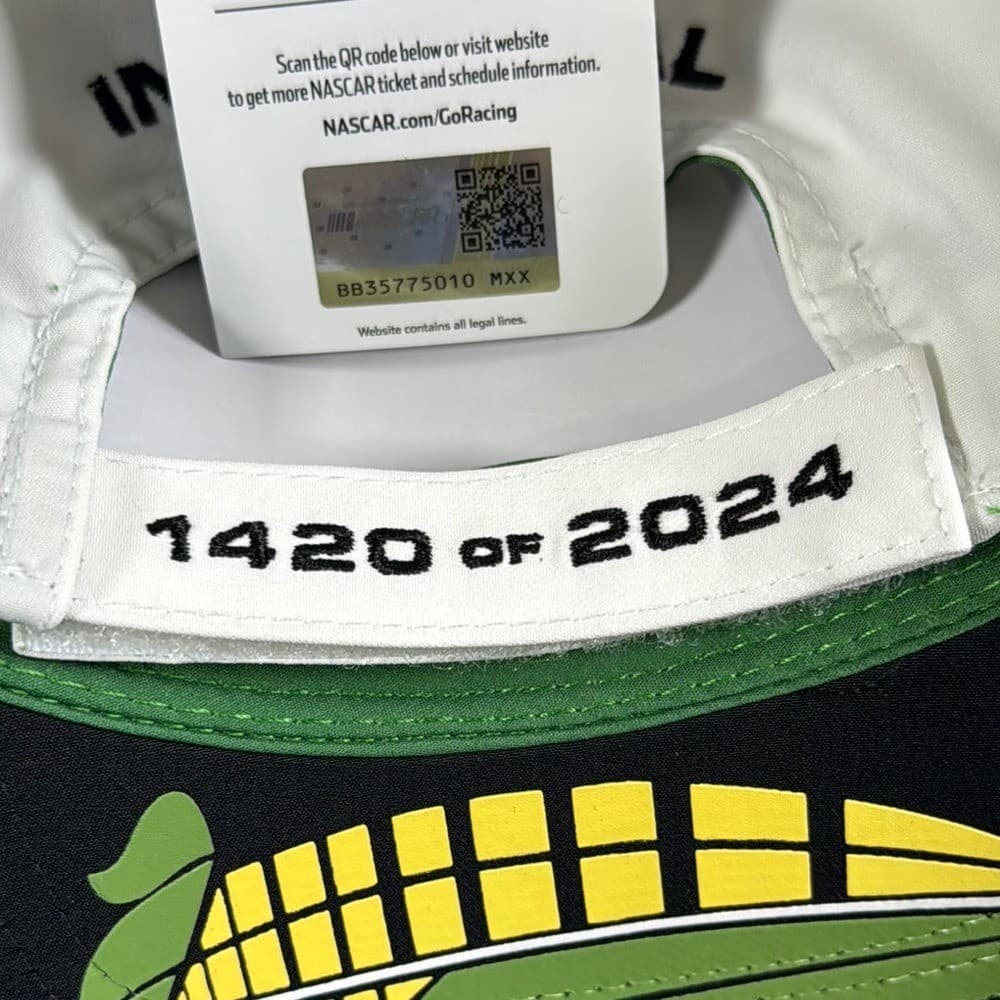 Scan the QR code below or visit website
to get more NASCAR ticket and schedule information.
NASCAR.com/GoRacing
BB35775010 MXX
Website contains all legal lines.
1420 OF 2024